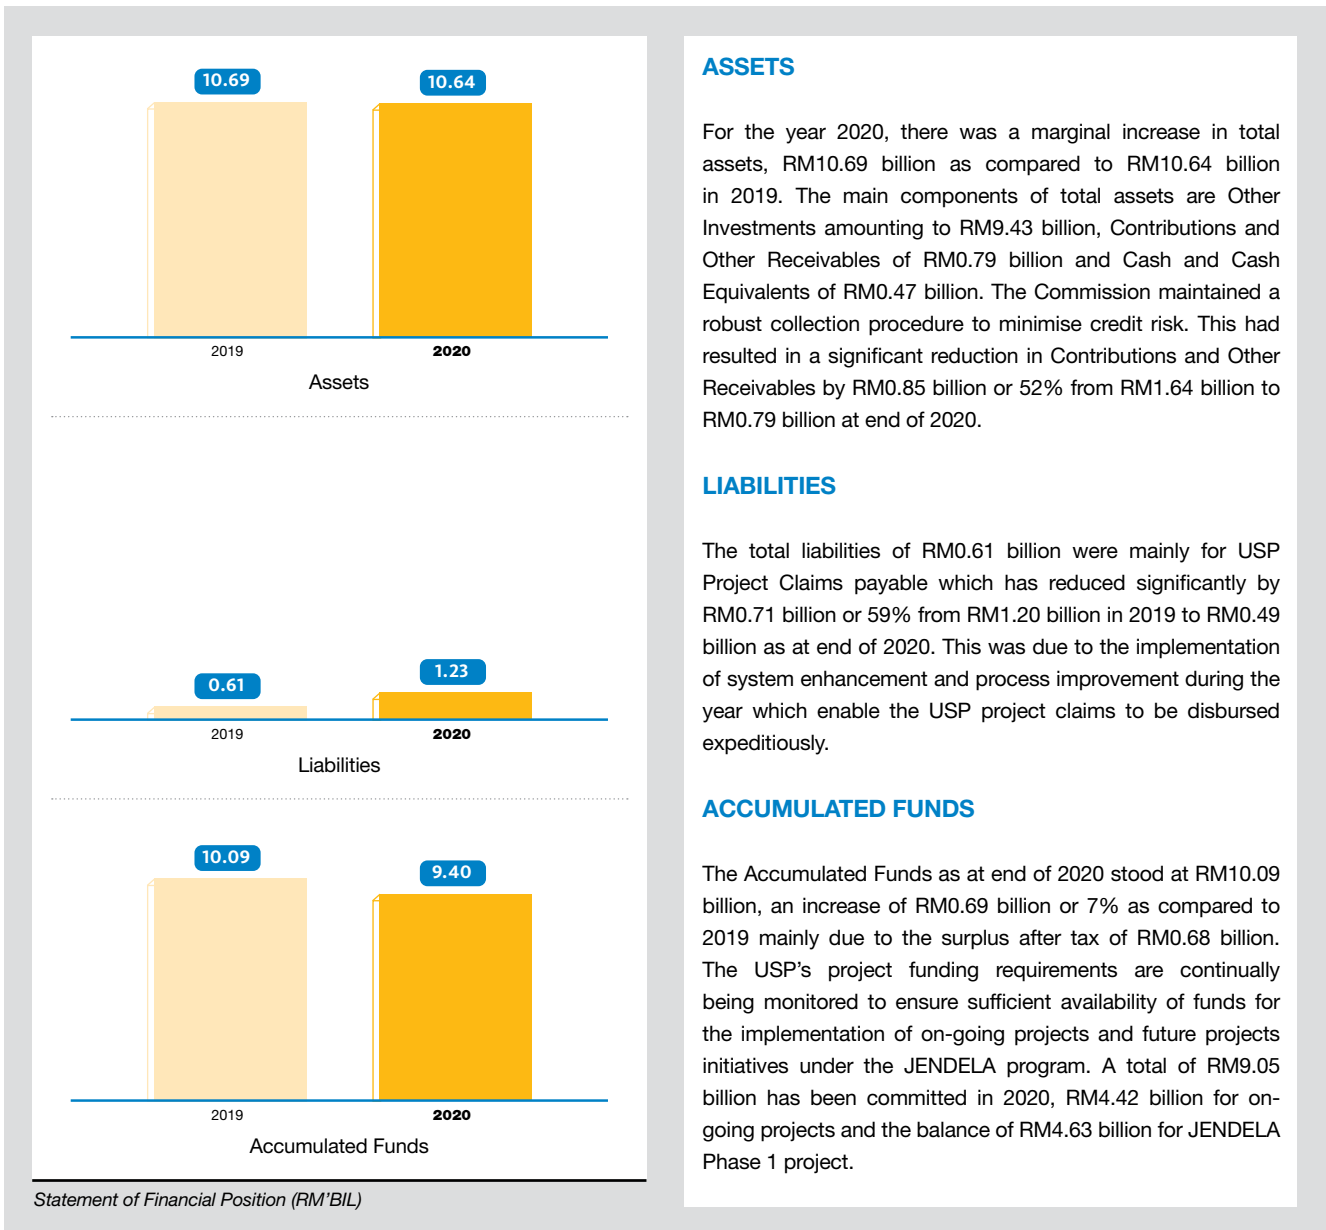 10.69
10.64
2019
2020
Assets
0.61
1.23
2019
2020
Liabilities
10.09
9.40
2019
2020
Accumulated Funds
Statement of Financial Position (RM'BIL)
ASSETS
For the year 2020, there was a marginal increase in total
assets, RM10.69 billion as compared to RM10.64 billion
in 2019. The main components of total assets are Other
Investments amounting to RM9.43 billion, Contributions and
Other Receivables of RM0.79 billion and Cash and Cash
Equivalents of RM0.47 billion. The Commission maintained a
robust collection procedure to minimise credit risk. This had
resulted in a significant reduction in Contributions and Other
Receivables by RM0.85 billion or 52% from RM1.64 billion to
RM0.79 billion at end of 2020.
LIABILITIES
The total liabilities of RM0.61 billion were mainly for USP
Project Claims payable which has reduced significantly by
RM0.71 billion or 59% from RM1.20 billion in 2019 to RM0.49
billion as at end of 2020. This was due to the implementation
of system enhancement and process improvement during the
year which enable the USP project claims to be disbursed
expeditiously.
ACCUMULATED FUNDS
The Accumulated Funds as at end of 2020 stood at RM10.09
billion, an increase of RM0.69 billion or 7% as compared to
2019 mainly due to the surplus after tax of RM0.68 billion.
The USP's project funding requirements are continually
being monitored to ensure sufficient availability of funds for
the implementation of on-going projects and future projects
initiatives under the JENDELA program. A total of RM9.05
billion has been committed in 2020, RM4.42 billion for on-
going projects and the balance of RM4.63 billion for JENDELA
Phase 1 project.